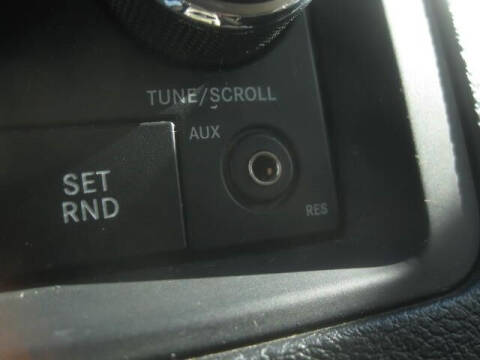 TUNE/SCROLL
AUX
SET
RND
RES